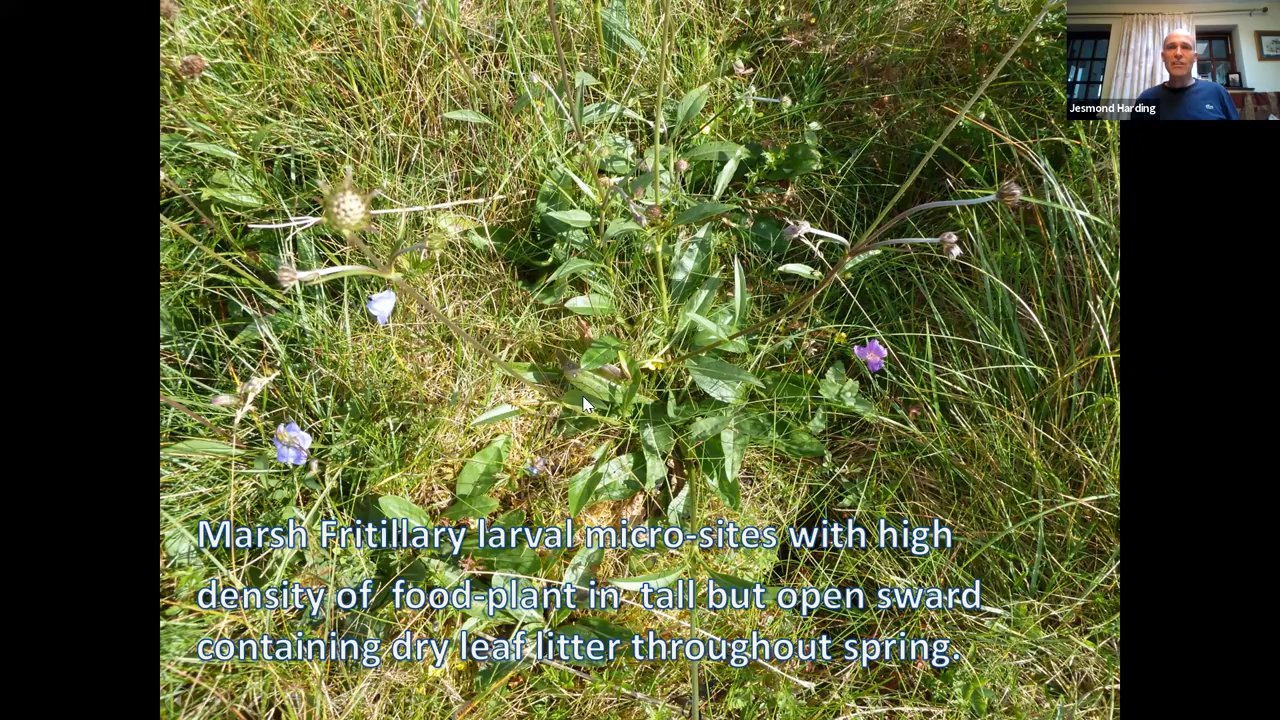 Jesmond Harding
Marsh Fritillary larval micro-sites with high
density of food-plant in tall but open sward
containing dry leaf litter throughout spring.